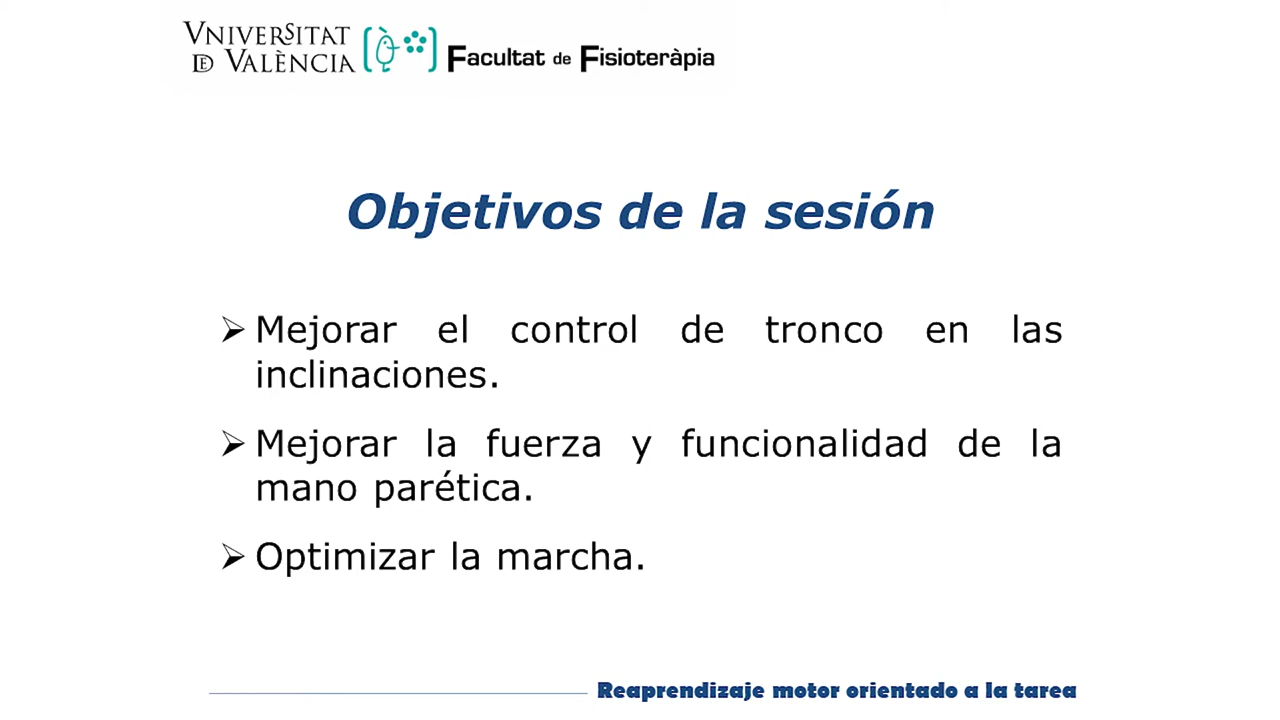 VNIVERSITAT
DE VALÈNCIA
Facultat de Fisioteràpia
Objetivos de la sesión
➢ Mejorar el control de tronco en las
inclinaciones.
➢ Mejorar la fuerza y funcionalidad de la
mano parética.
➢ Optimizar la marcha.
Reaprendizaje motor orientado a la tarea